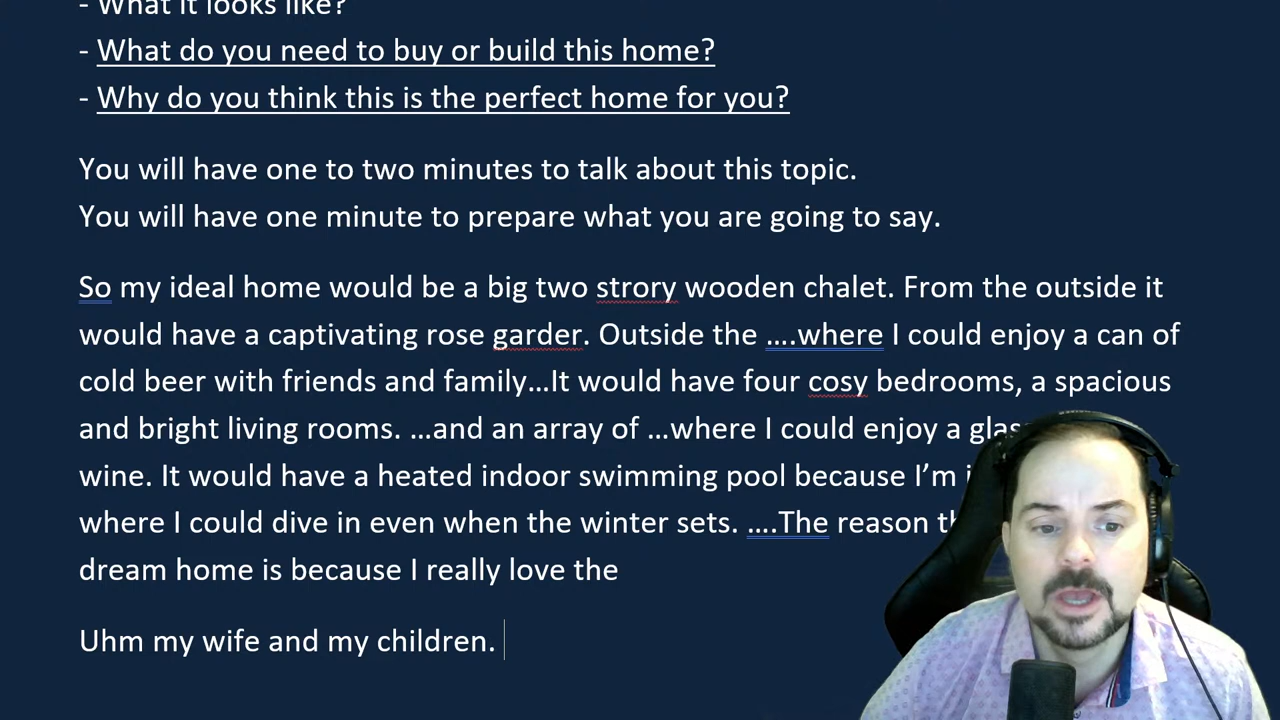 - What it looks like?
- What do you need to buy or build this home?
- Why do you think this is the perfect home for you?
You will have one to two minutes to talk about this topic.
You will have one minute to prepare what you are going to say.
So my ideal home would be a big two strory wooden chalet. From the outside it
would have a captivating rose garder. Outside the ….where I could enjoy a can of
cold beer with friends and family…It would have four cosy bedrooms, a spacious
and bright living rooms. …and an array of …where I could enjoy a
wine. It would have a heated indoor swimming pool because I’m
where I could dive in even when the winter sets. ….The reason
dream home is because I really love the
Uhm my wife and my children.